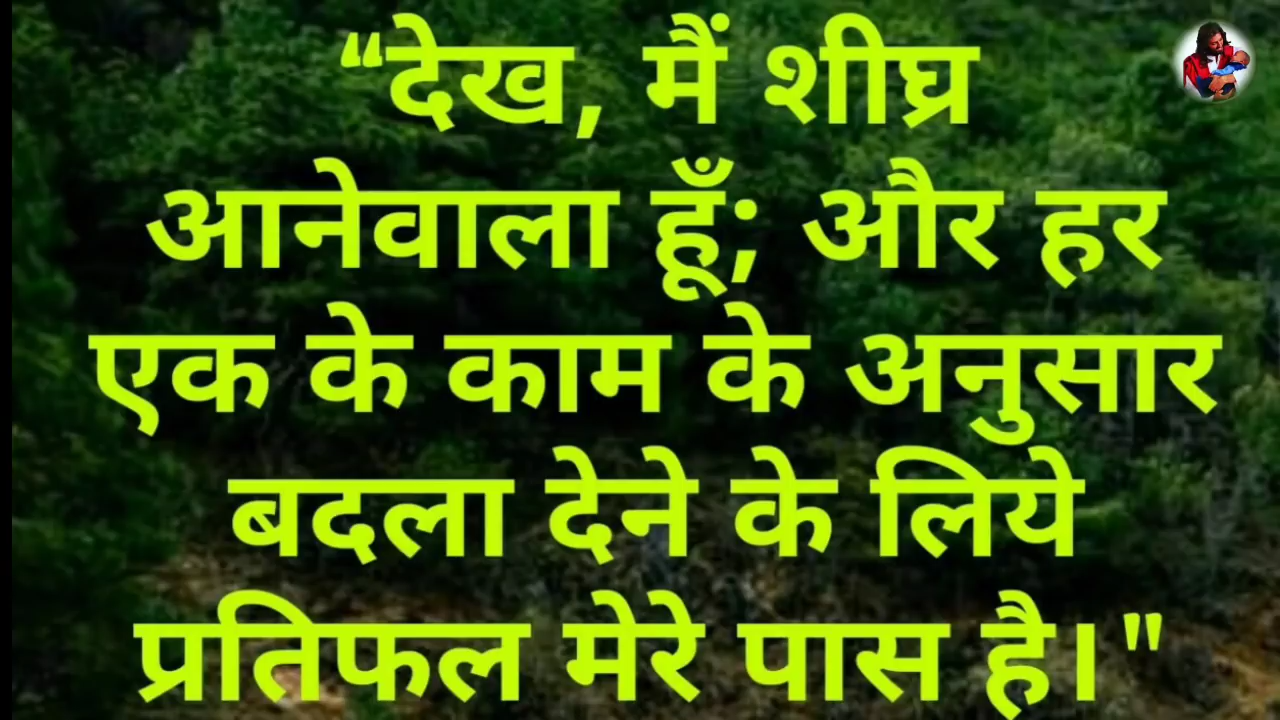 “देख, मैं शीघ्र
आनेवाला हूँ; और हर
एक के काम के अनुसार
बदला देने के लिये
प्रतिफल मेरे पास है।"